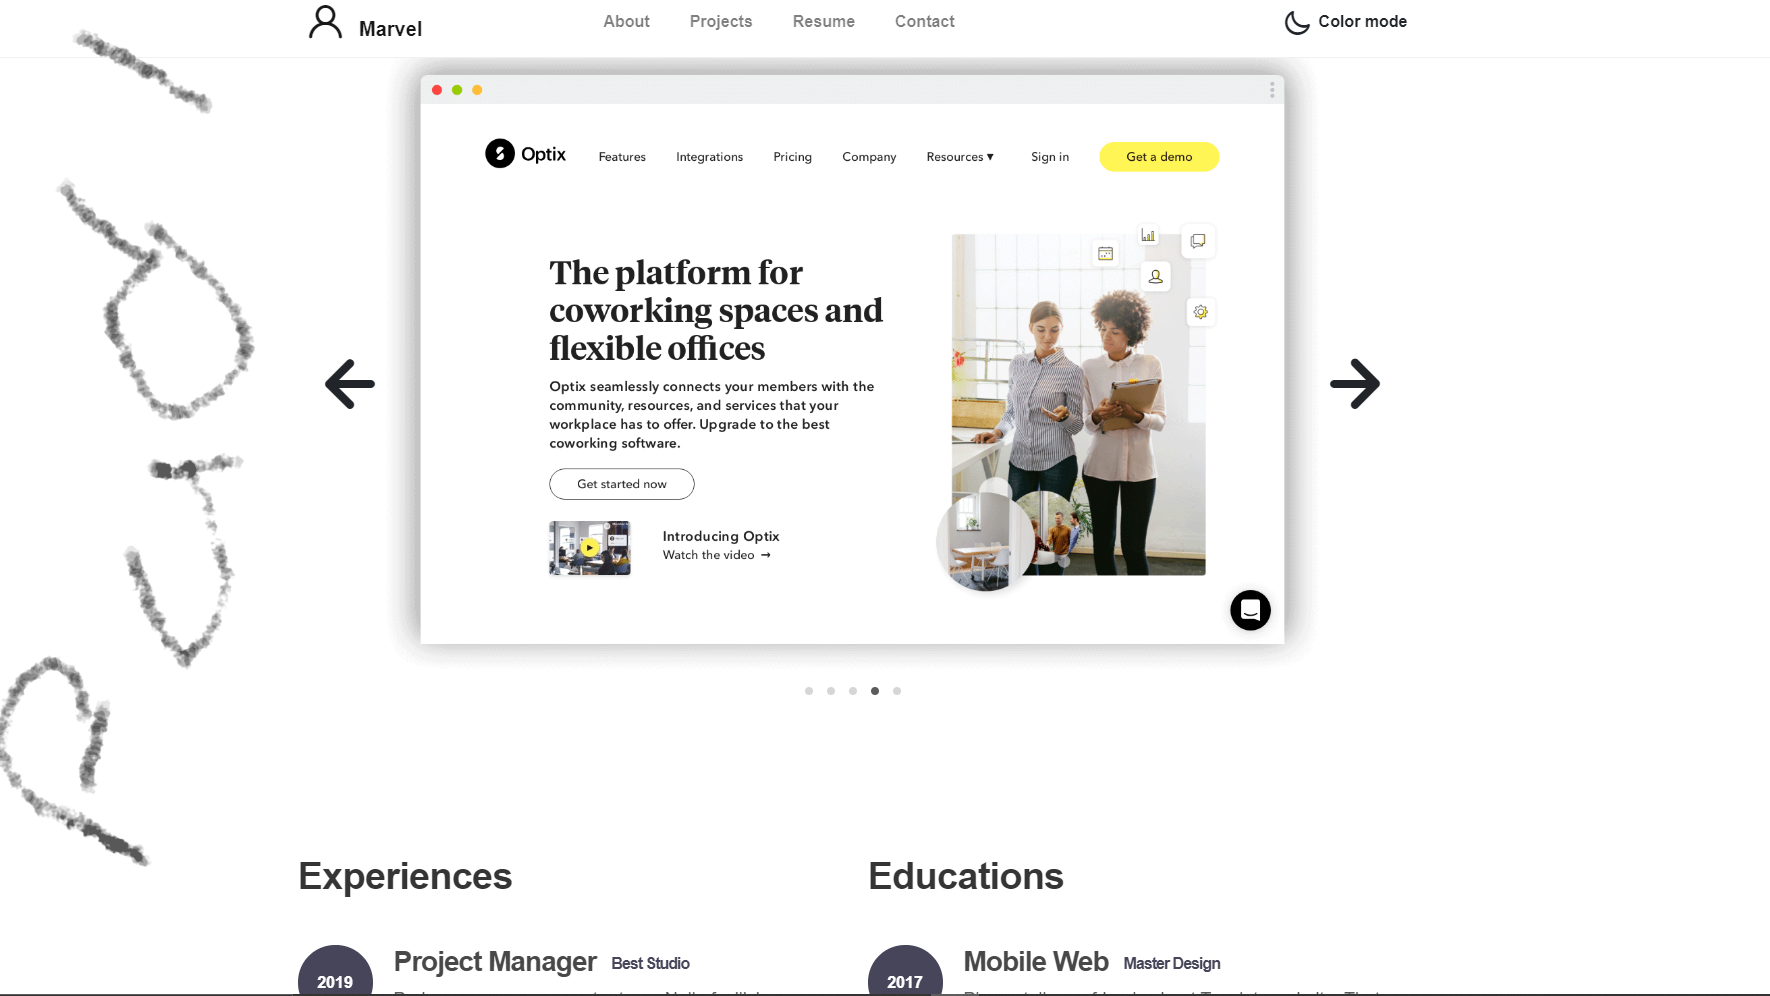 Marvel About Projects Resume Contact Color mode
Optix Features Integrations Pricing Company Resources ▾ Sign in Get a demo
The platform for
coworking spaces and
flexible offices
Optix seamlessly connects your members with the
community, resources, and services that your
workplace has to offer. Upgrade to the best
coworking software.
Get started now
Introducing Optix
Watch the video →
Experiences
2019 Project Manager Best Studio
Educations
2017 Mobile Web Master Design